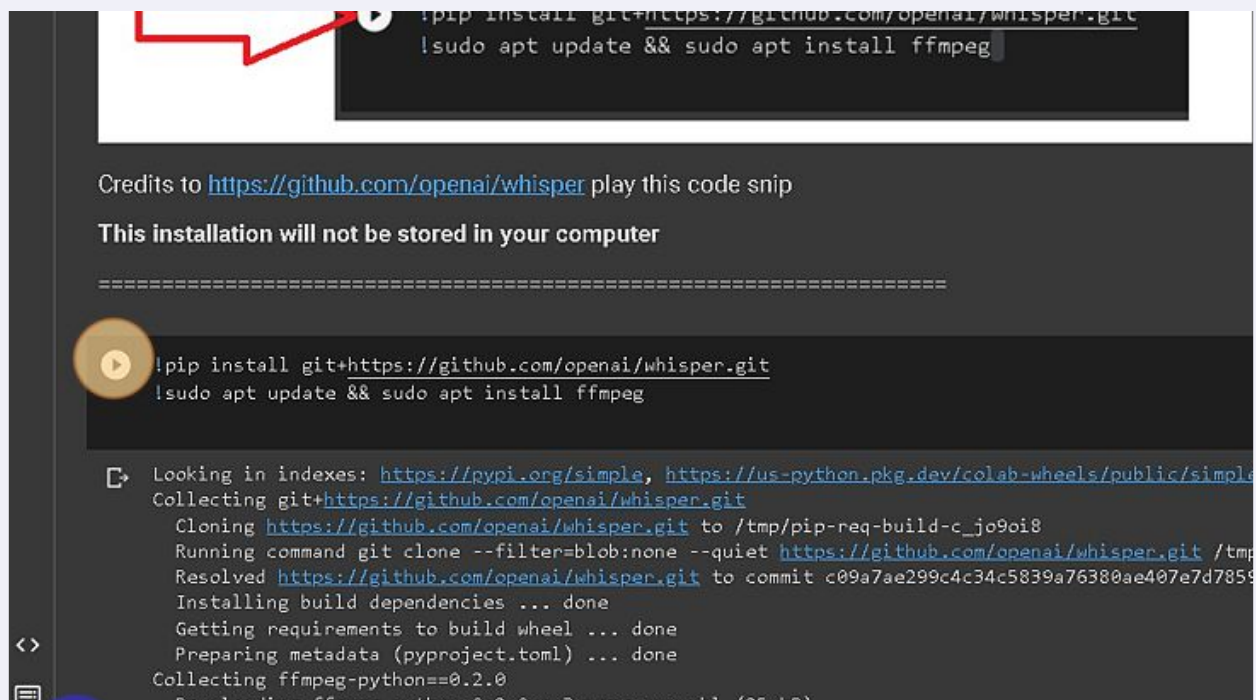 !pip install git+https://github.com/openai/whisper.git
!sudo apt update && sudo apt install ffmpeg
Credits to https://github.com/openai/whisper play this code snip
This installation will not be stored in your computer
==================================================================
!pip install git+https://github.com/openai/whisper.git
!sudo apt update && sudo apt install ffmpeg
Looking in indexes: https://pypi.org/simple, https://us-python.pkg.dev/colab-wheels/public/simple
Collecting git+https://github.com/openai/whisper.git
Cloning https://github.com/openai/whisper.git to /tmp/pip-req-build-c_jo9oi8
Running command git clone --filter=blob:none --quiet https://github.com/openai/whisper.git /tmp
Resolved https://github.com/openai/whisper.git to commit c09a7ae299c4c34c5839a76380ae407e7d7859
Installing build dependencies ... done
Getting requirements to build wheel ... done
Preparing metadata (pyproject.toml) ... done
Collecting ffmpeg-python==0.2.0